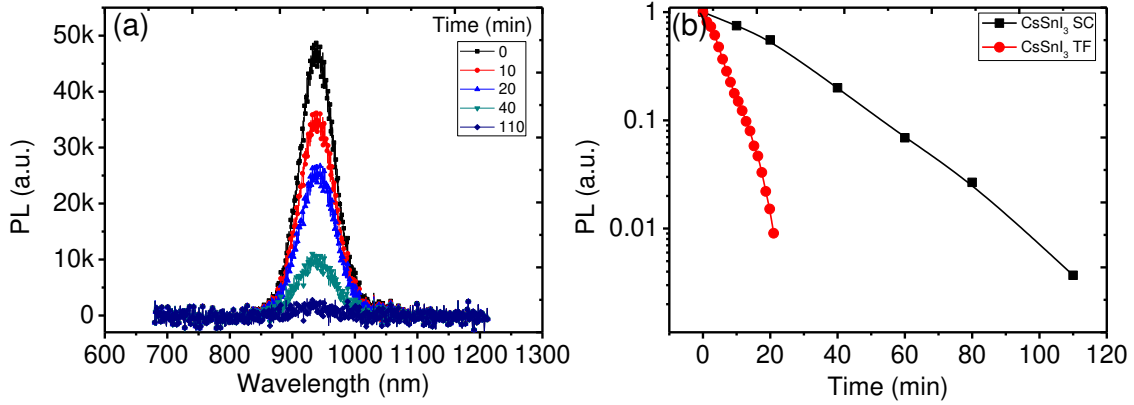 (a)
Time (min)
0
10
20
40
110
50k
40k
30k
20k
10k
0
PL (a.u.)
600 700 800 900 1000 1100 1200 1300
Wavelength (nm)
(b)
CsSnI₃ SC
CsSnI₃ TF
1
0.1
0.01
PL (a.u.)
0 20 40 60 80 100 120
Time (min)